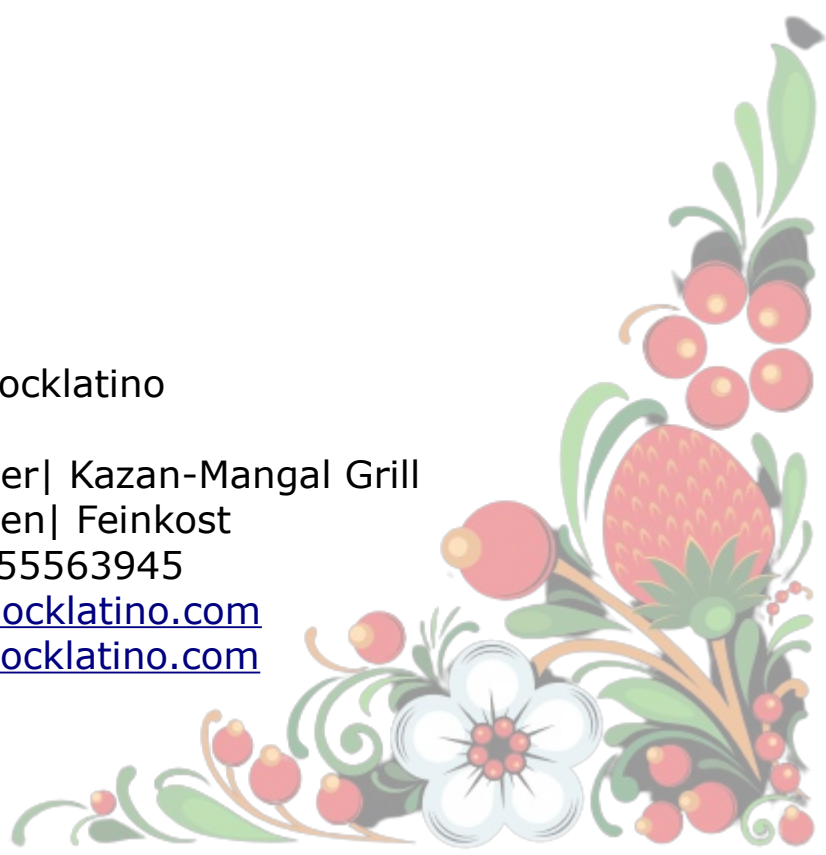 ocklatino
er| Kazan-Mangal Grill
en| Feinkost
55563945
ocklatino.com
ocklatino.com